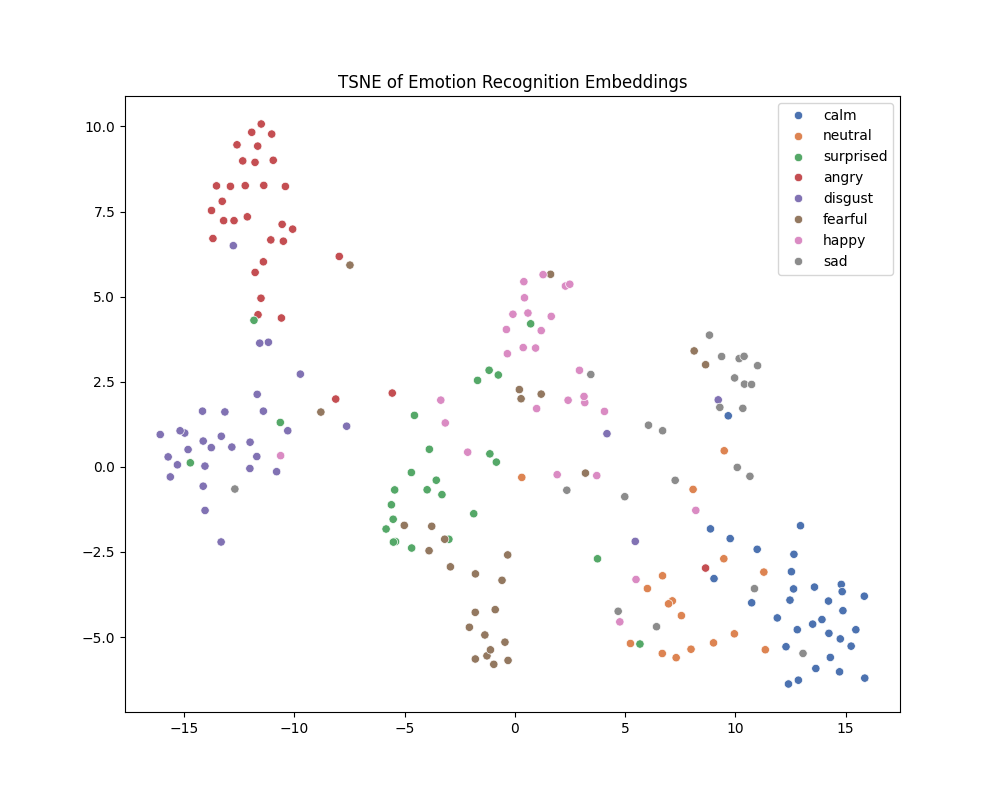 TSNE of Emotion Recognition Embeddings
calm
neutral
surprised
angry
disgust
fearful
happy
sad
10.0
7.5
5.0
2.5
0.0
−2.5
−5.0
−15
−10
−5
0
5
10
15